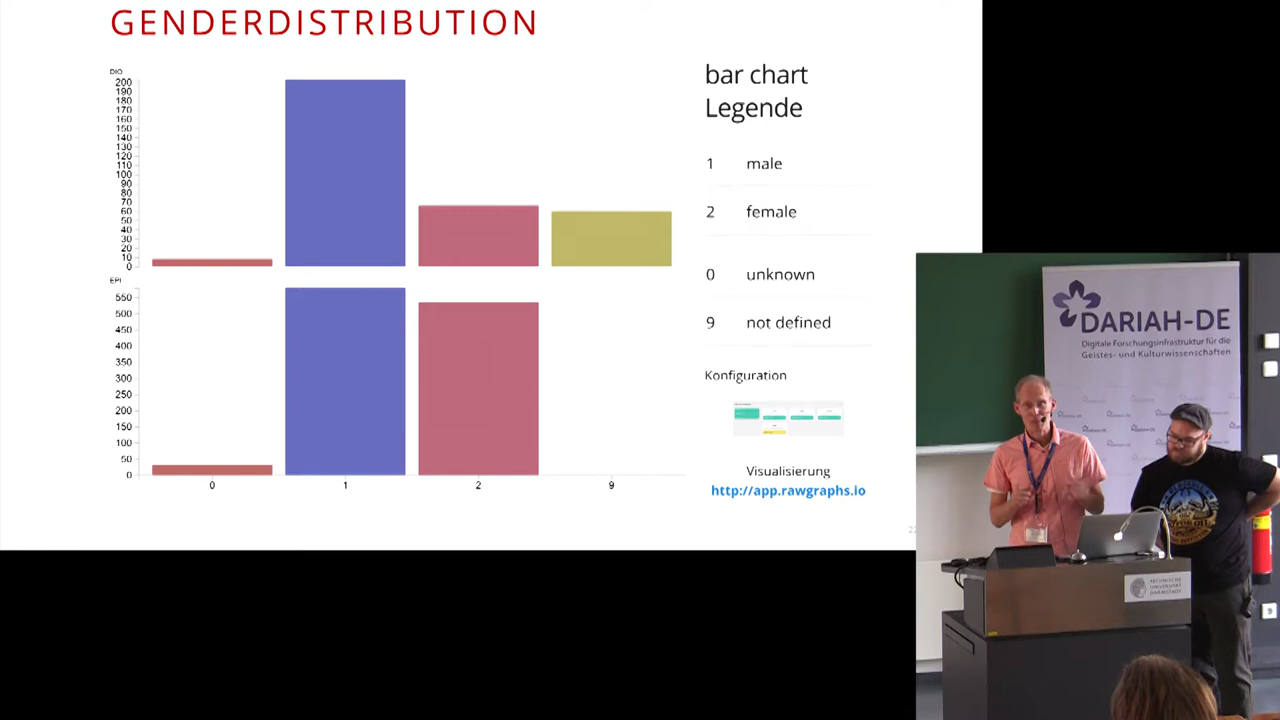 GENDERDISTRIBUTION
DIO
200
190
180
170
160
150
140
130
120
110
100
90
80
70
60
50
40
30
20
10
0
EPI
550
500
450
400
350
300
250
200
150
100
50
0
0 1 2 9
bar chart
Legende
1 male
2 female
0 unknown
9 not defined
Konfiguration
Visualisierung
http://app.rawgraphs.io
DARIAH-DE
Digitale Forschungsinfrastruktur für die
Geistes- und Kulturwissenschaften
TECHNISCHE
UNIVERSITÄT
DARMSTADT